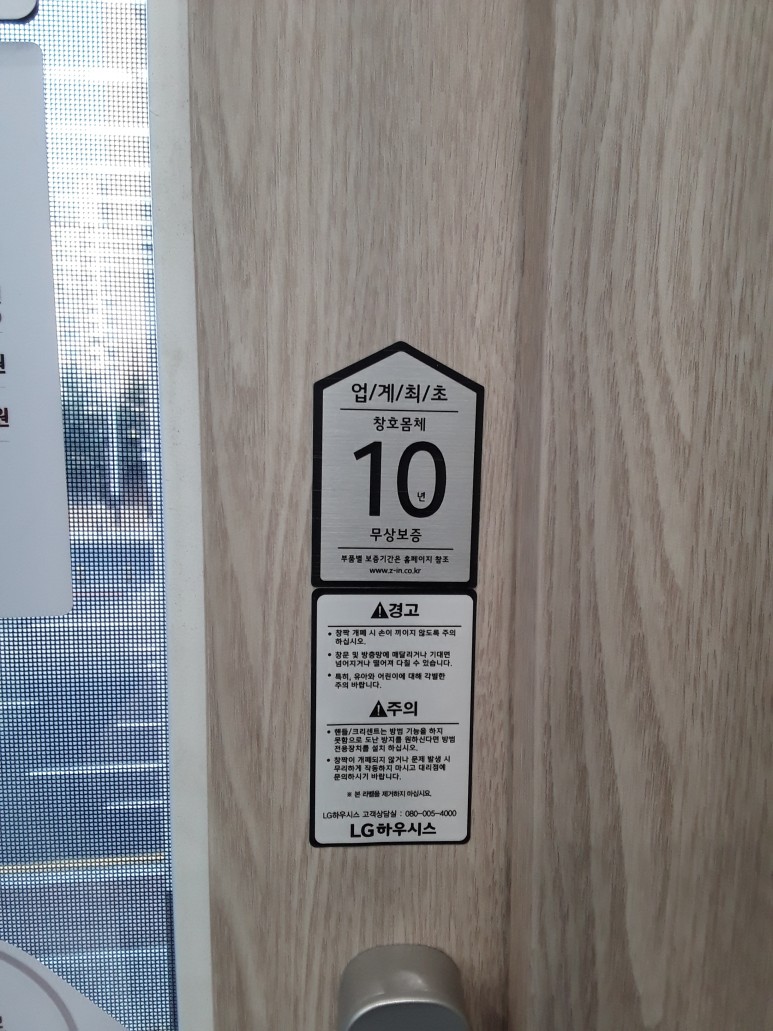 원
원
업/계/최/초
창호몸체
10년
무상보증
부품별 보증기간은 홈페이지 참조
www.z-in.co.kr
경고
• 창짝 개폐 시 손이 끼이지 않도록 주의
하십시오.
• 창문 및 방충망에 매달리거나 기대면
넘어지거나 떨어져 다칠 수 있습니다.
• 특히, 유아와 어린이에 대해 각별한
주의 바랍니다.
주의
• 핸들/크리센트는 방범 기능을 하지
못함으로 도난 방지를 원하신다면 방범
전용장치를 설치 하십시오.
• 창짝이 개폐되지 않거나 문제 발생 시
무리하게 작동하지 마시고 대리점에
문의하시기 바랍니다.
※ 본 라벨을 제거하지 마십시오.
LG하우시스 고객상담실 : 080-005-4000
LG하우시스